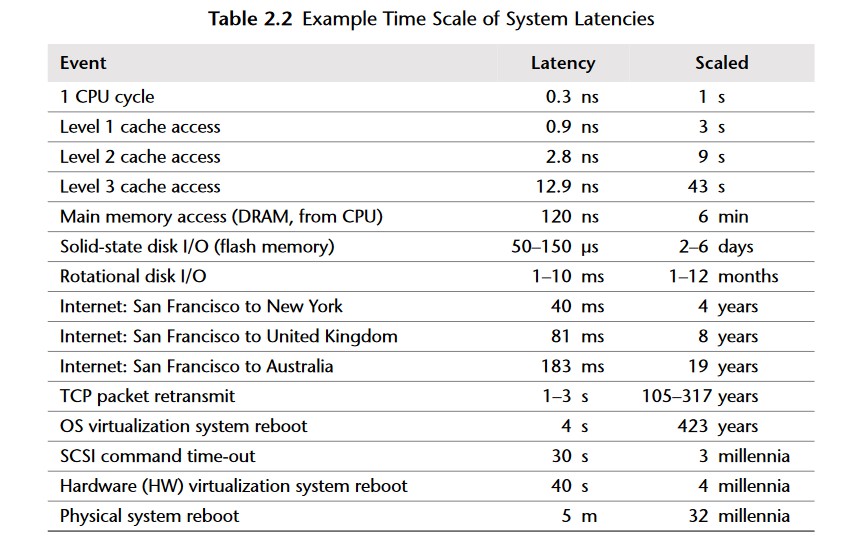 Table 2.2 Example Time Scale of System Latencies
Event Latency Scaled
1 CPU cycle 0.3 ns 1 s
Level 1 cache access 0.9 ns 3 s
Level 2 cache access 2.8 ns 9 s
Level 3 cache access 12.9 ns 43 s
Main memory access (DRAM, from CPU) 120 ns 6 min
Solid-state disk I/O (flash memory) 50–150 μs 2–6 days
Rotational disk I/O 1–10 ms 1–12 months
Internet: San Francisco to New York 40 ms 4 years
Internet: San Francisco to United Kingdom 81 ms 8 years
Internet: San Francisco to Australia 183 ms 19 years
TCP packet retransmit 1–3 s 105–317 years
OS virtualization system reboot 4 s 423 years
SCSI command time-out 30 s 3 millennia
Hardware (HW) virtualization system reboot 40 s 4 millennia
Physical system reboot 5 m 32 millennia